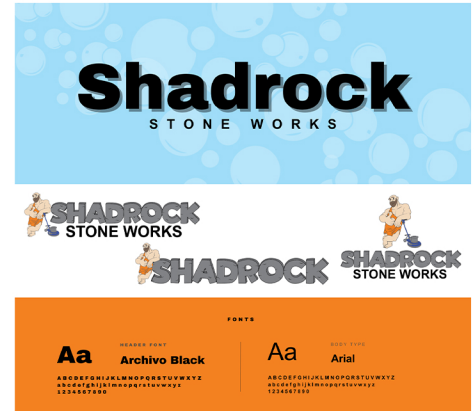 Shadrock
STONE WORKS
SHADROCK
STONE WORKS
SHADROCK
SHADROCK
STONE WORKS
FONTS
Aa
HEADER FONT
Archivo Black
ABCDEFGHIJKLMNOPQRSTUVWXYZ
abcdefghijklmnopqrstuvwxyz
1234567890
Aa
BODY TYPE
Arial
ABCDEFGHIJKLMNOPQRSTUVWXYZ
abcdefghijklmnopqrstuvwxyz
1234567890